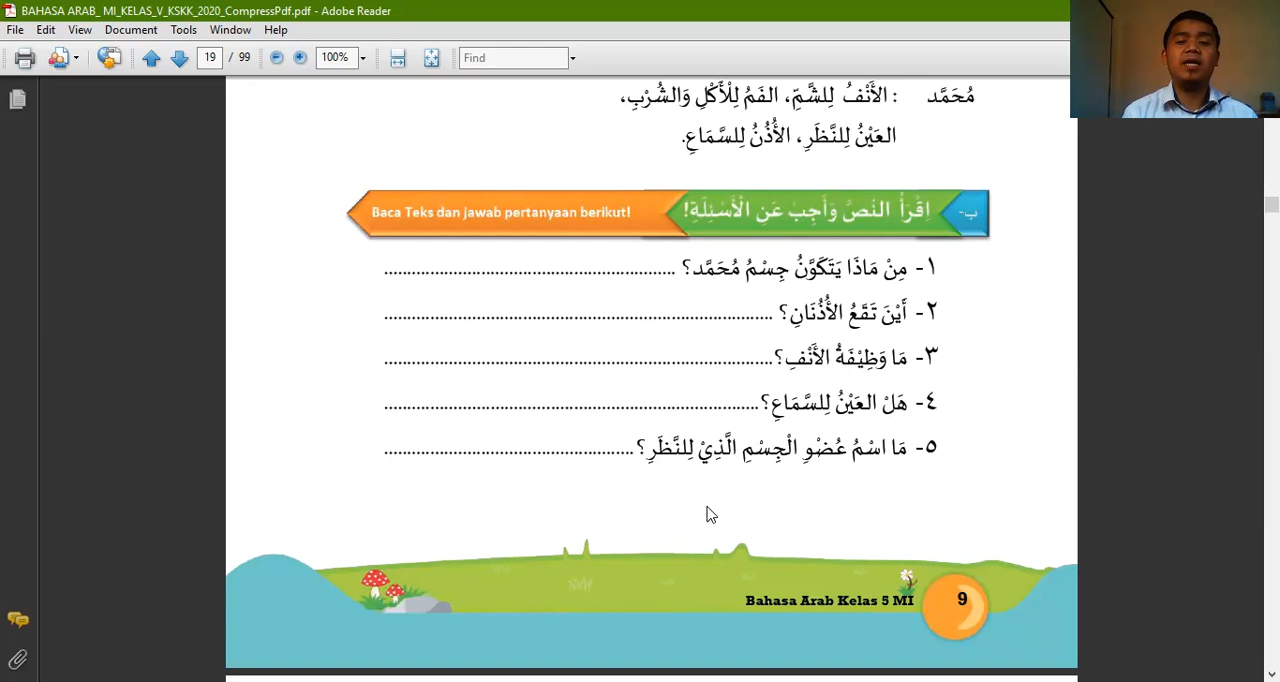 BAHASA ARAB_ MI_KELAS_V_KSKK_2020_CompressPdf.pdf - Adobe Reader
File Edit View Document Tools Window Help
19 / 99 100% Find
مُحَمَّد : الأَنْفُ لِلشَّمِّ، الفَمُ لِلْأَكْلِ وَالشُّرْبِ،
العَيْنُ لِلنَّظَرِ، الأُذُنُ لِلسَّمَاعِ.
ب- اِقْرَأْ النَّصَّ وَأَجِبْ عَنِ الْأَسْئِلَةِ! Baca Teks dan jawab pertanyaan berikut!
١- مِنْ مَاذَا يَتَكَوَّنُ جِسْمُ مُحَمَّد؟ ............................................................
٢- أَيْنَ تَقَعُ الأُذُنَانِ؟ ................................................................................
٣- مَا وَظِيْفَةُ الأَنْفِ؟ ................................................................................
٤- هَلْ العَيْنُ لِلسَّمَاعِ؟ .............................................................................
٥- مَا اسْمُ عُضْوِ الْجِسْمِ الَّذِيْ لِلنَّظَرِ؟ ...................................................
Bahasa Arab Kelas 5 MI 9